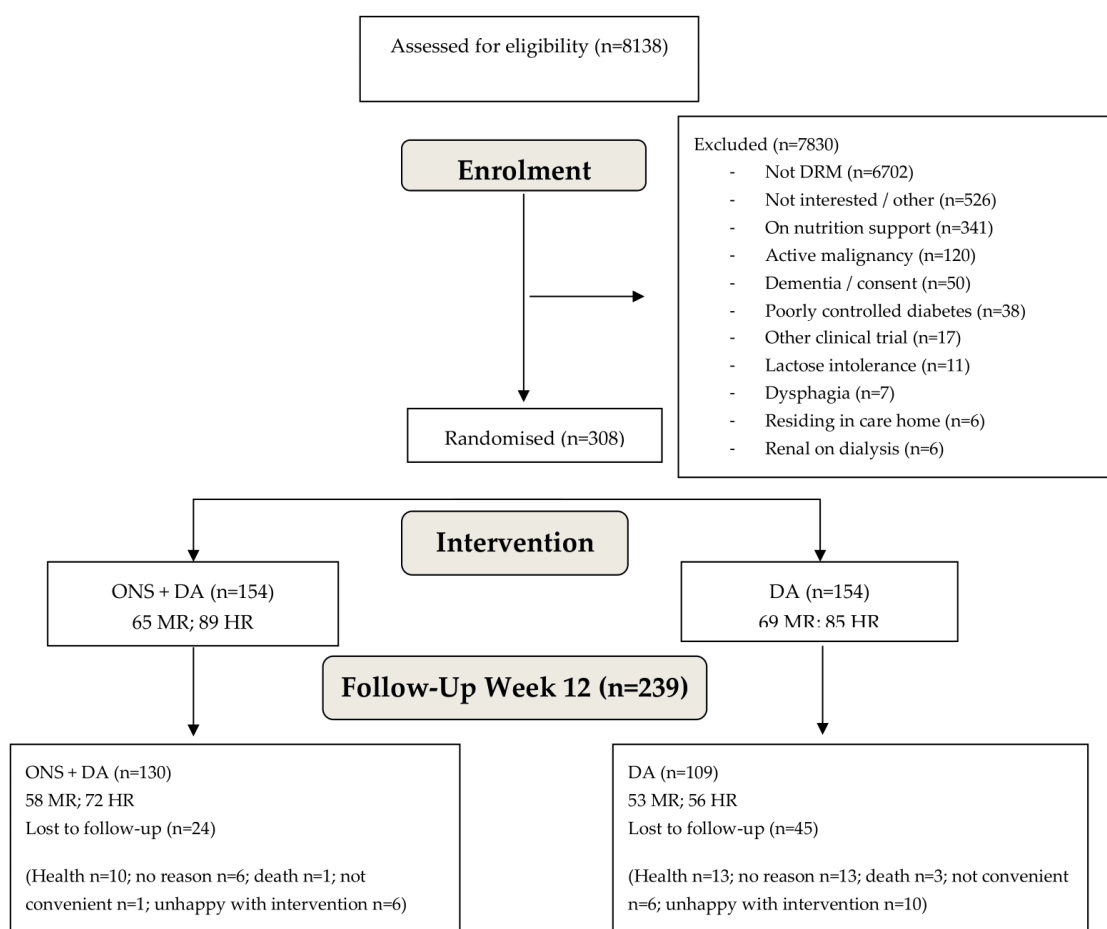 Assessed for eligibility (n=8138)
Enrolment
Excluded (n=7830)
- Not DRM (n=6702)
- Not interested / other (n=526)
- On nutrition support (n=341)
- Active malignancy (n=120)
- Dementia / consent (n=50)
- Poorly controlled diabetes (n=38)
- Other clinical trial (n=17)
- Lactose intolerance (n=11)
- Dysphagia (n=7)
- Residing in care home (n=6)
- Renal on dialysis (n=6)
Randomised (n=308)
Intervention
ONS + DA (n=154)
65 MR; 89 HR
DA (n=154)
69 MR; 85 HR
Follow-Up Week 12 (n=239)
ONS + DA (n=130)
58 MR; 72 HR
Lost to follow-up (n=24)
(Health n=10; no reason n=6; death n=1; not
convenient n=1; unhappy with intervention n=6)
DA (n=109)
53 MR; 56 HR
Lost to follow-up (n=45)
(Health n=13; no reason n=13; death n=3; not convenient
n=6; unhappy with intervention n=10)